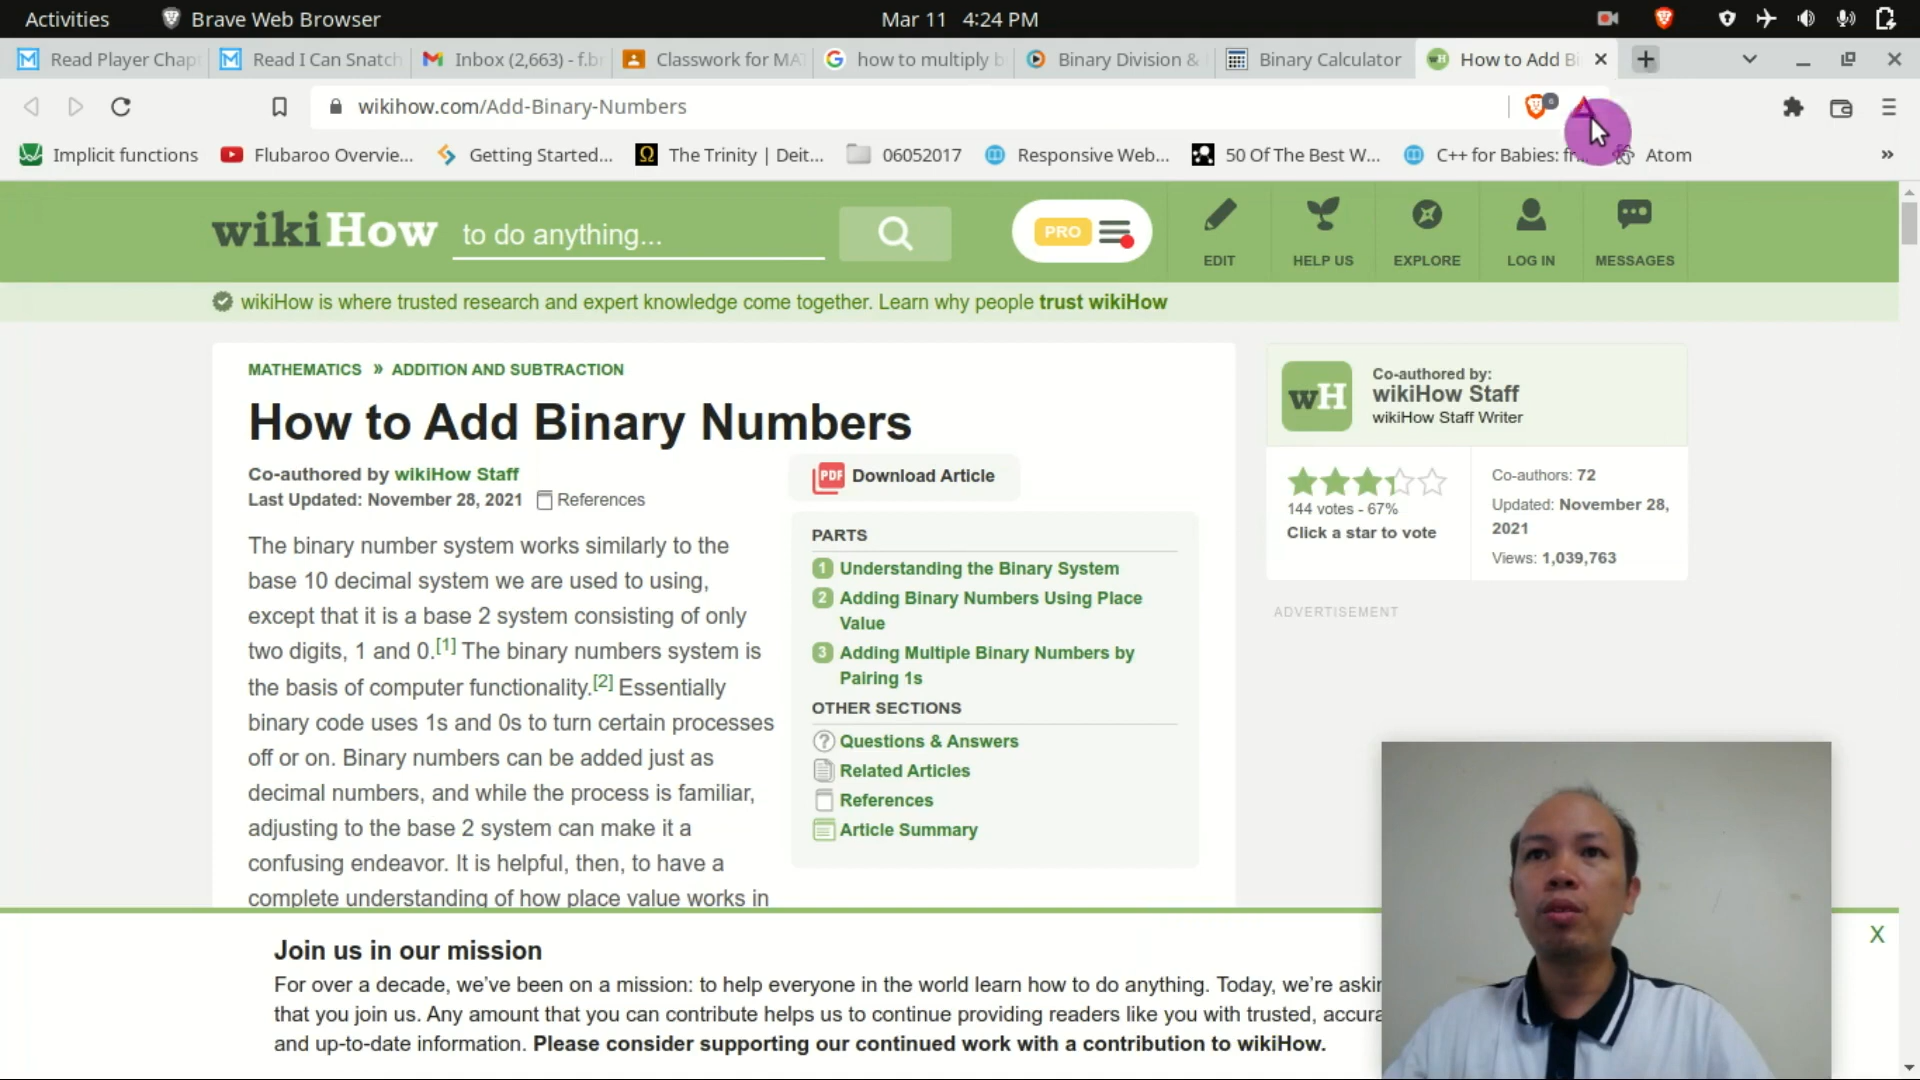 Activities Brave Web Browser Mar 11 4:24 PM
Read Player Chap Read I Can Snatch Inbox (2,663) - f.b Classwork for MA how to multiply b Binary Division & Binary Calculator How to Add Bi
wikihow.com/Add-Binary-Numbers
Implicit functions Flubaroo Overvie... Getting Started... The Trinity | Deit... 06052017 Responsive Web... 50 Of The Best W... C++ for Babies: fr... Atom
wikiHow to do anything... PRO
EDIT HELP US EXPLORE LOG IN MESSAGES
wikiHow is where trusted research and expert knowledge come together. Learn why people trust wikiHow
MATHEMATICS » ADDITION AND SUBTRACTION
How to Add Binary Numbers
Co-authored by wikiHow Staff
Last Updated: November 28, 2021 References
PDF Download Article
The binary number system works similarly to the
base 10 decimal system we are used to using,
except that it is a base 2 system consisting of only
two digits, 1 and 0.[1] The binary numbers system is
the basis of computer functionality.[2] Essentially
binary code uses 1s and 0s to turn certain processes
off or on. Binary numbers can be added just as
decimal numbers, and while the process is familiar,
adjusting to the base 2 system can make it a
confusing endeavor. It is helpful, then, to have a
complete understanding of how place value works in
PARTS
1 Understanding the Binary System
2 Adding Binary Numbers Using Place
Value
3 Adding Multiple Binary Numbers by
Pairing 1s
OTHER SECTIONS
Questions & Answers
Related Articles
References
Article Summary
wH
Co-authored by:
wikiHow Staff
wikiHow Staff Writer
144 votes - 67%
Click a star to vote
Co-authors: 72
Updated: November 28,
2021
Views: 1,039,763
ADVERTISEMENT
Join us in our mission
X
For over a decade, we've been on a mission: to help everyone in the world learn how to do anything. Today, we're askin
that you join us. Any amount that you can contribute helps us to continue providing readers like you with trusted, accura
and up-to-date information. Please consider supporting our continued work with a contribution to wikiHow.